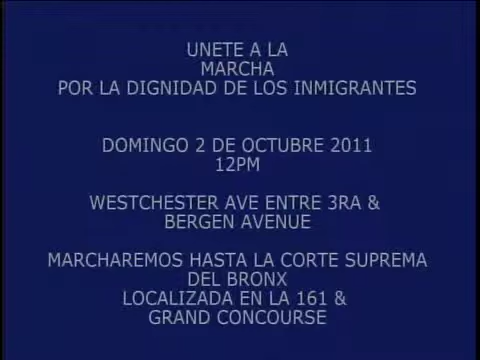 UNETE A LA
MARCHA
POR LA DIGNIDAD DE LOS INMIGRANTES
DOMINGO 2 DE OCTUBRE 2011
12PM
WESTCHESTER AVE ENTRE 3RA &
BERGEN AVENUE
MARCHAREMOS HASTA LA CORTE SUPREMA
DEL BRONX
LOCALIZADA EN LA 161 &
GRAND CONCOURSE